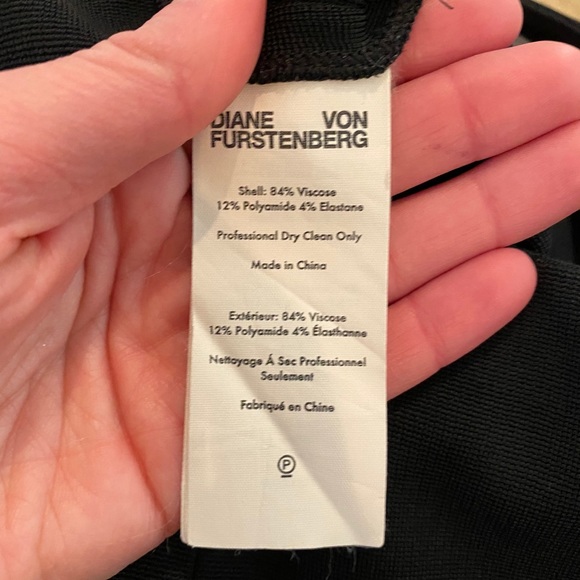 DIANE VON
FURSTENBERG
Shell: 84% Viscose
12% Polyamide 4% Elastane
Professional Dry Clean Only
Made in China
Extérieur: 84% Viscose
12% Polyamide 4% Élasthanne
Nettoyage Á Sec Professionnel
Seulement
Fabriqué en Chine
P